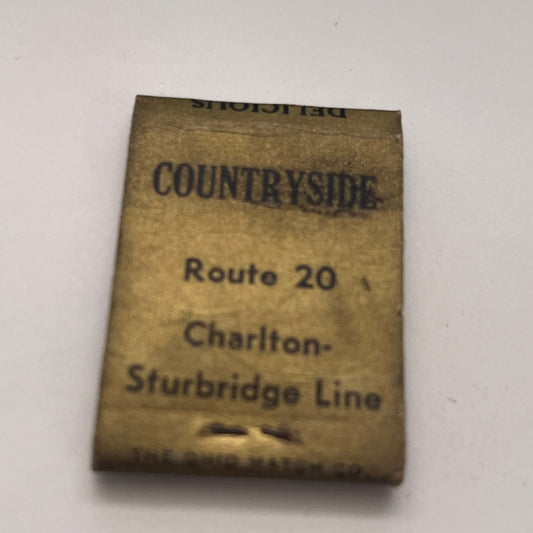 DELICIOUS
COUNTRYSIDE
Route 20
Charlton-
Sturbridge Line
THE OHIO MATCH CO.